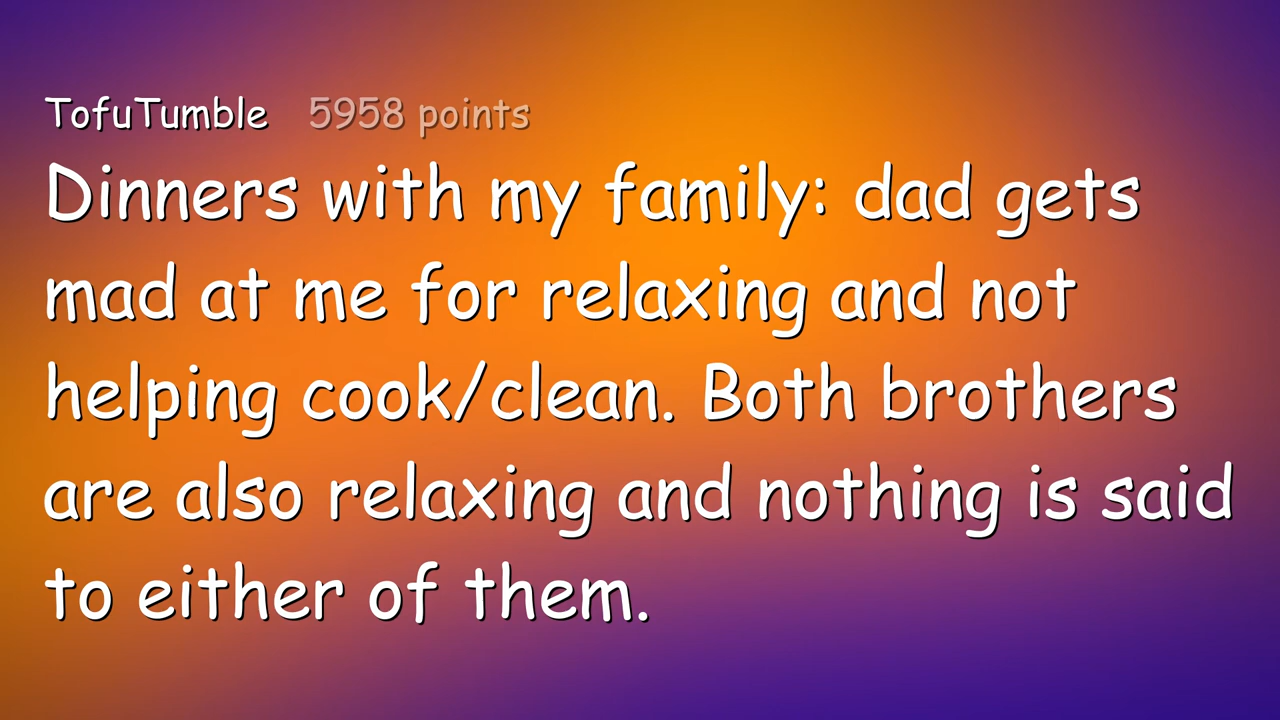 TofuTumble 5958 points
Dinners with my family: dad gets
mad at me for relaxing and not
helping cook/clean. Both brothers
are also relaxing and nothing is said
to either of them.